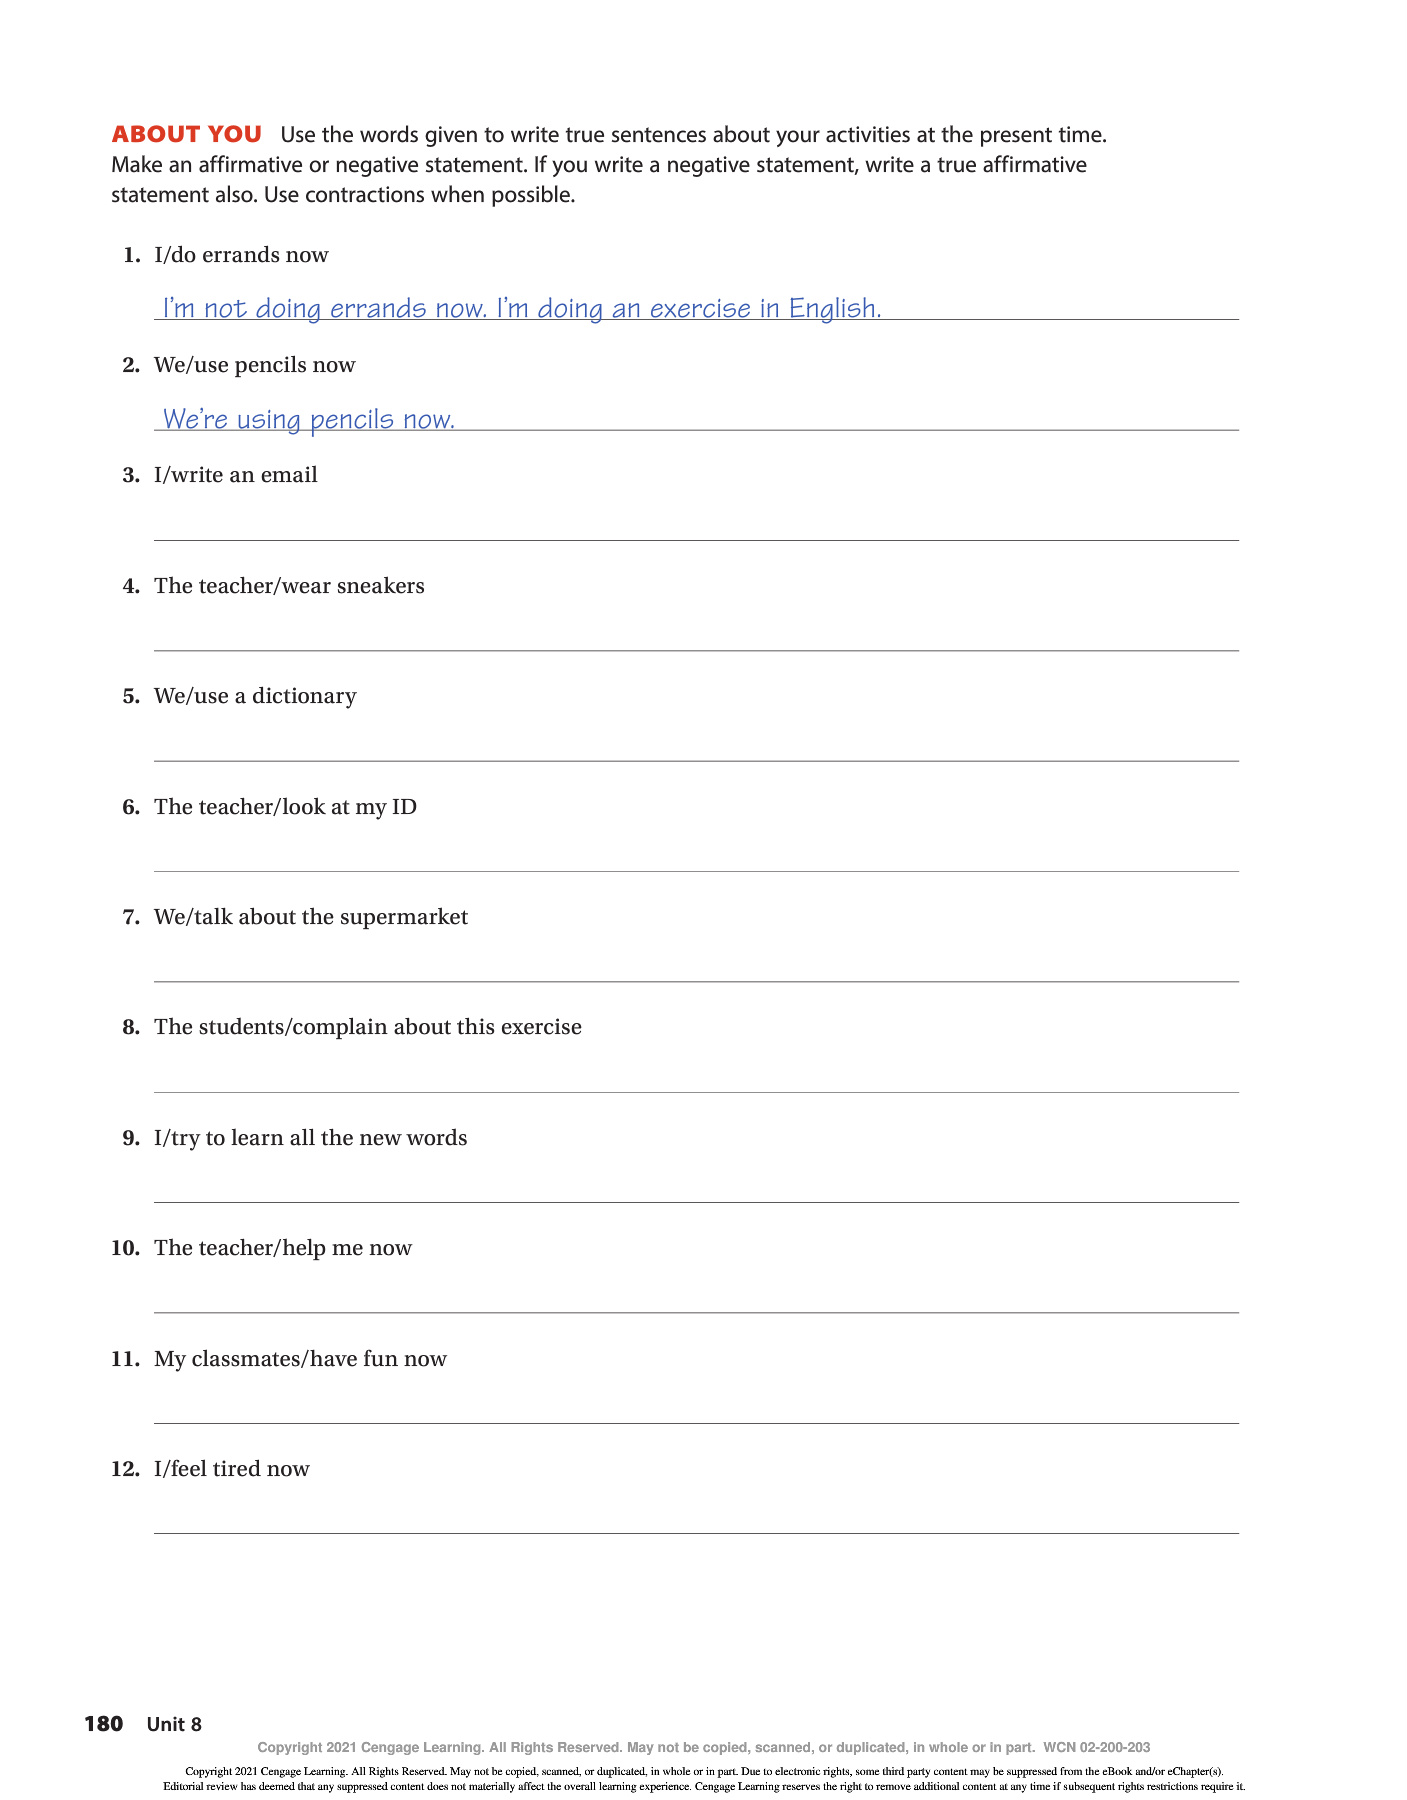 ABOUT YOU Use the words given to write true sentences about your activities at the present time.
Make an affirmative or negative statement. If you write a negative statement, write a true affirmative
statement also. Use contractions when possible.
1. I/do errands now
I'm not doing errands now. I'm doing an exercise in English.
2. We/use pencils now
We're using pencils now.
3. I/write an email
4. The teacher/wear sneakers
5. We/use a dictionary
6. The teacher/look at my ID
7. We/talk about the supermarket
8. The students/complain about this exercise
9. I/try to learn all the new words
10. The teacher/help me now
11. My classmates/have fun now
12. I/feel tired now
180 Unit 8
Copyright 2021 Cengage Learning. All Rights Reserved. May not be copied, scanned, or duplicated, in whole or in part. WCN 02-200-203
Copyright 2021 Cengage Learning. All Rights Reserved. May not be copied, scanned, or duplicated, in whole or in part. Due to electronic rights, some third party content may be suppressed from the eBook and/or eChapter(s).
Editorial review has deemed that any suppressed content does not materially affect the overall learning experience. Cengage Learning reserves the right to remove additional content at any time if subsequent rights restrictions require it.